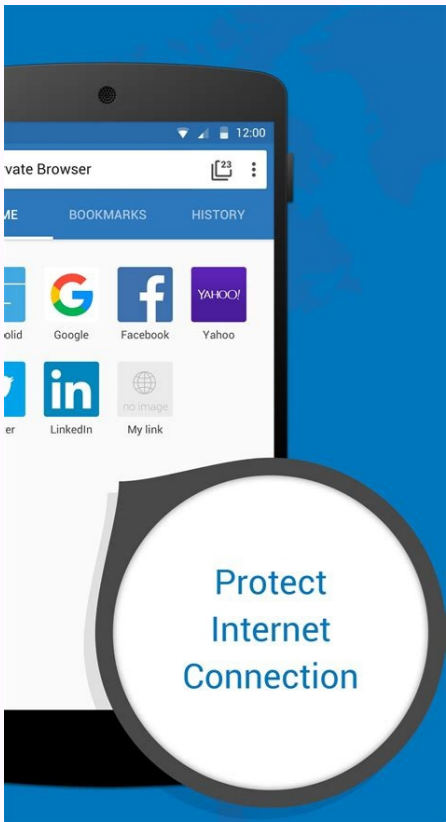 12:00
vate Browser
23
ME
BOOKMARKS
HISTORY
G
f
YAHOO!
olid
Google
Facebook
Yahoo
in
no image
er
LinkedIn
My link
Protect
Internet
Connection